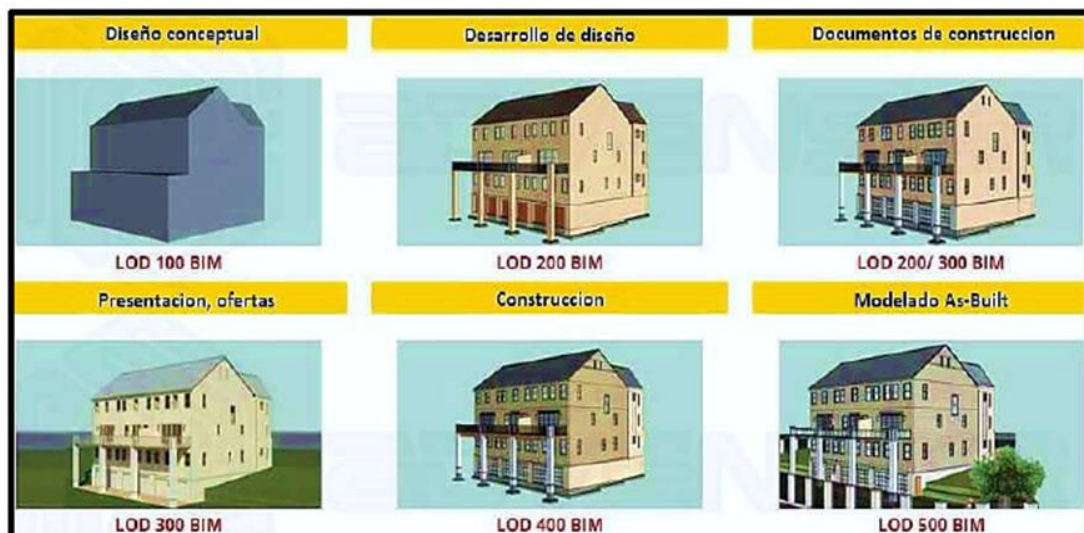 Diseño conceptual
Desarrollo de diseño
Documentos de construccion
LOD 100 BIM
LOD 200 BIM
LOD 200/ 300 BIM
Presentacion, ofertas
Construccion
Modelado As-Built
LOD 300 BIM
LOD 400 BIM
LOD 500 BIM